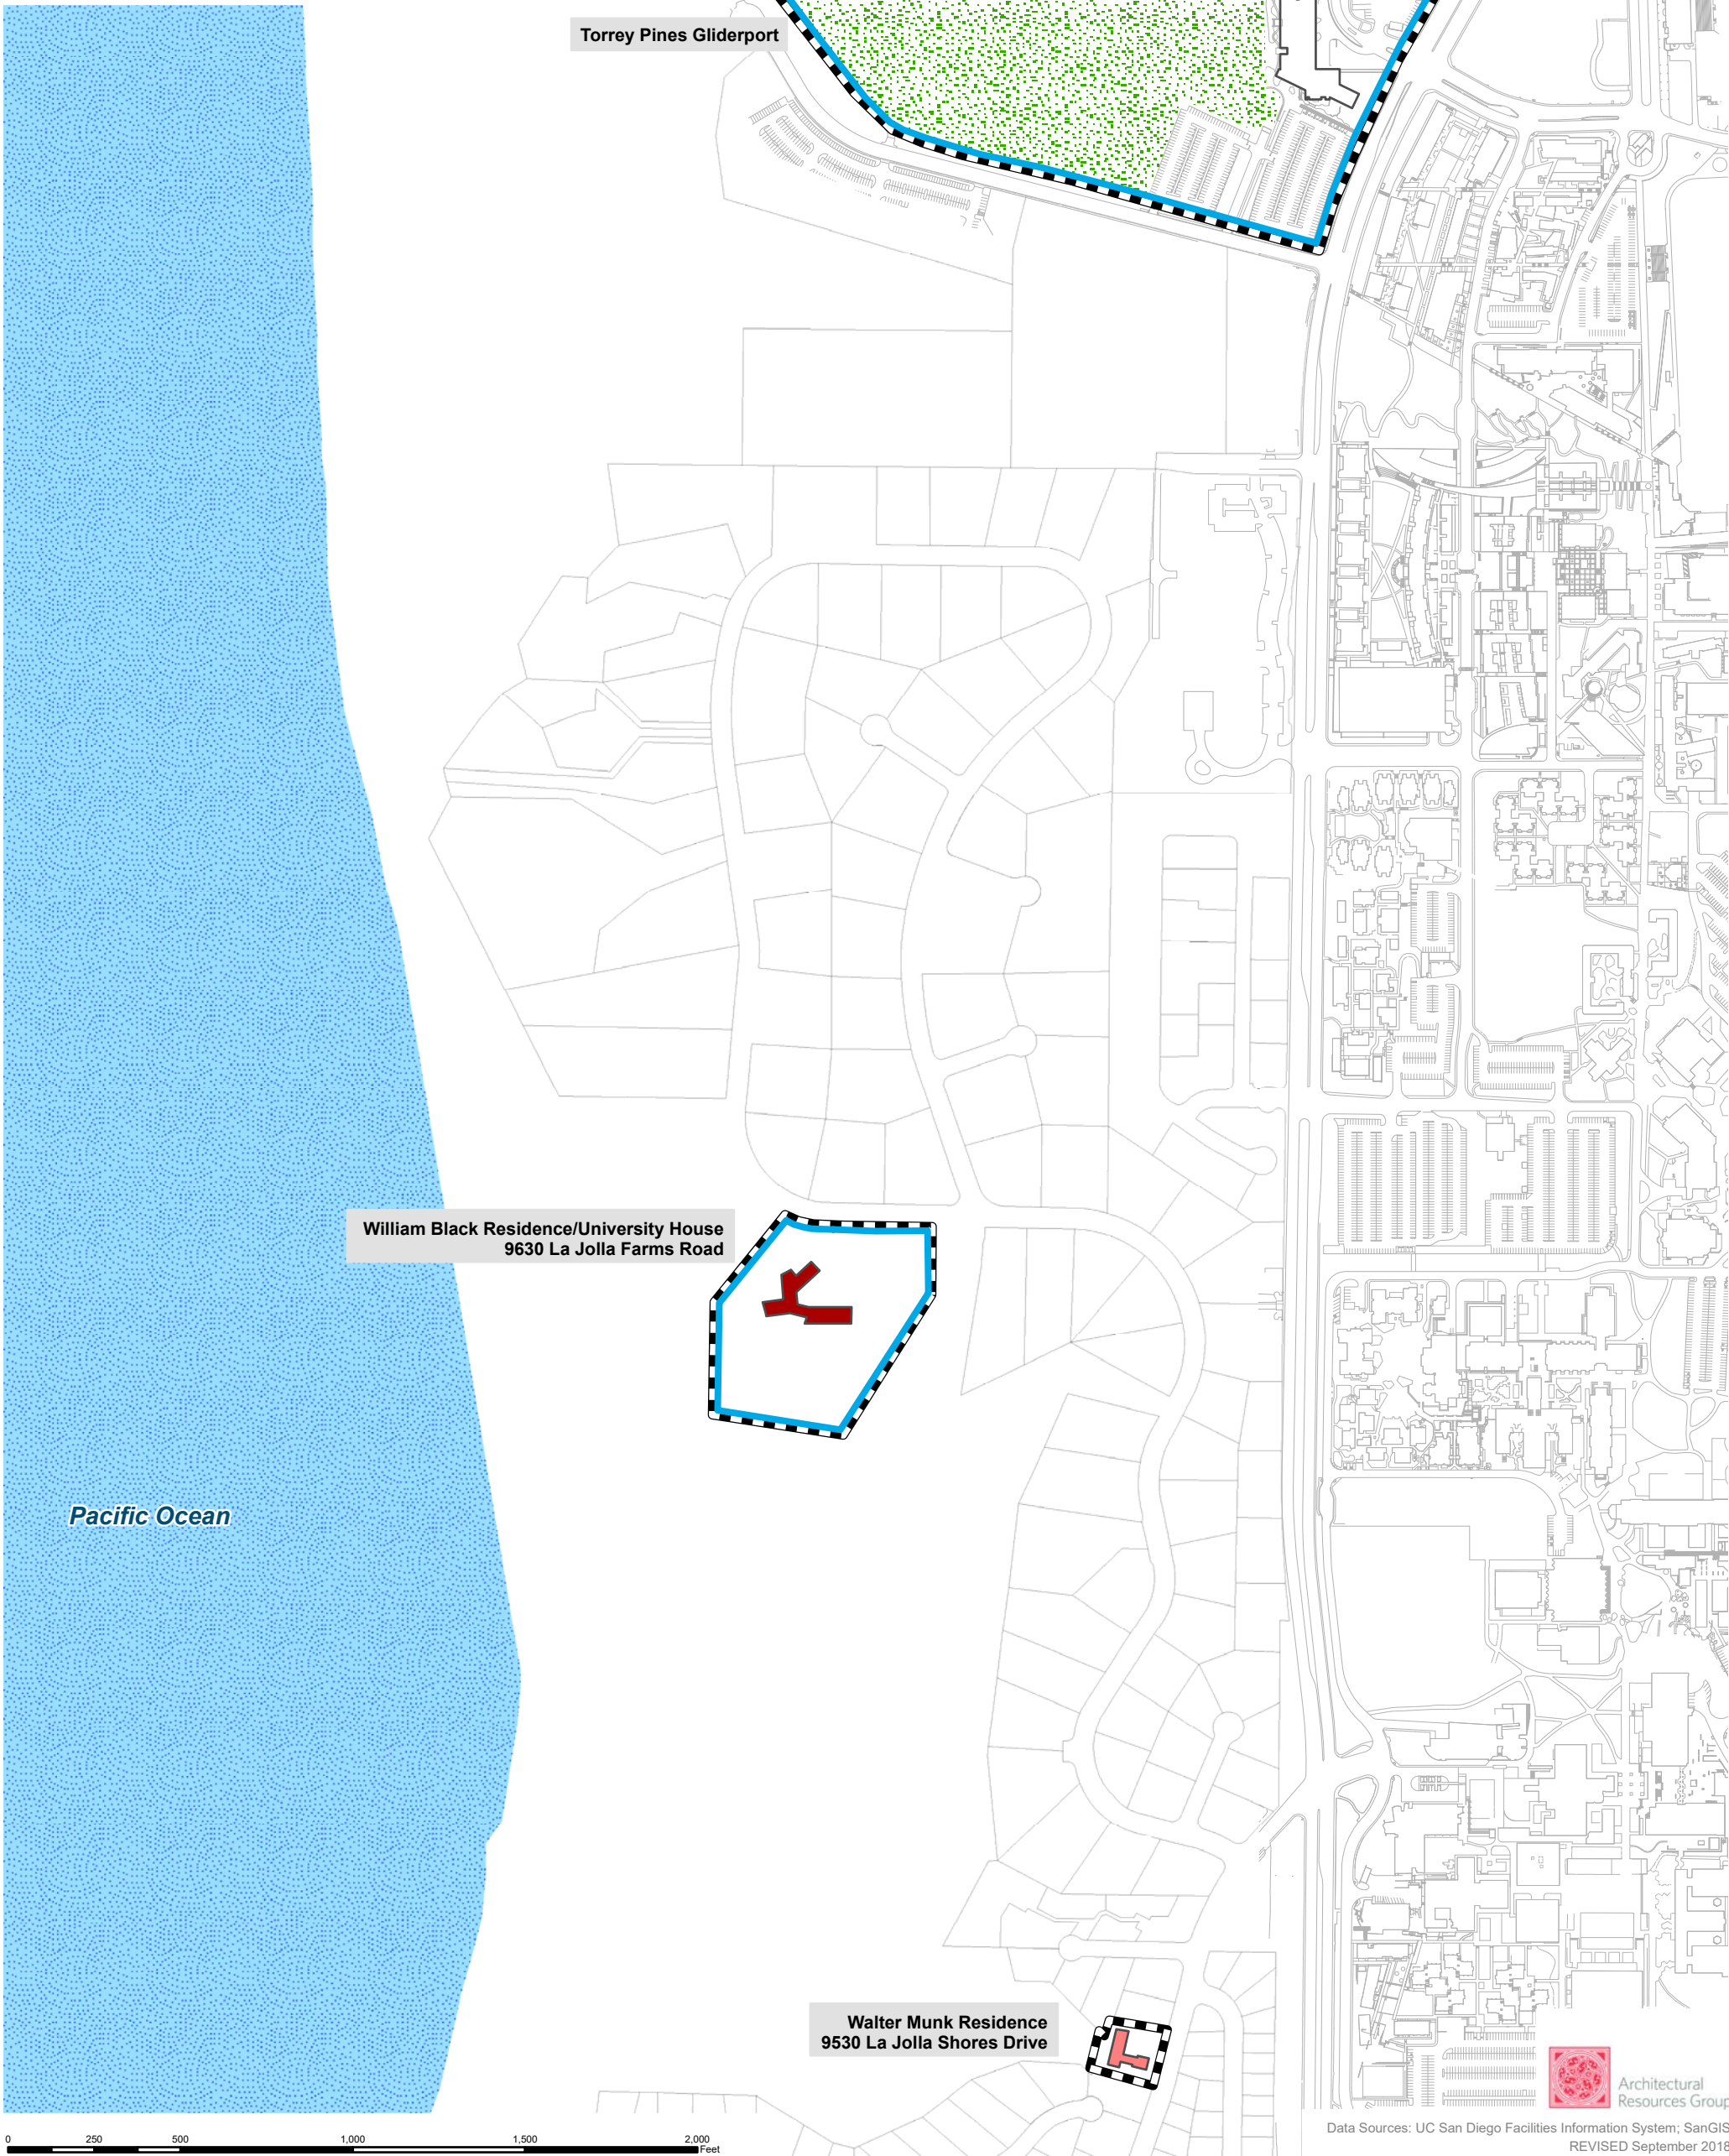 Torrey Pines Gliderport
William Black Residence/University House
9630 La Jolla Farms Road
Pacific Ocean
Walter Munk Residence
9530 La Jolla Shores Drive
Architectural
Resources Group
Data Sources: UC San Diego Facilities Information System; SanGIS
REVISED September 2018
0 250 500 1,000 1,500 2,000
Feet